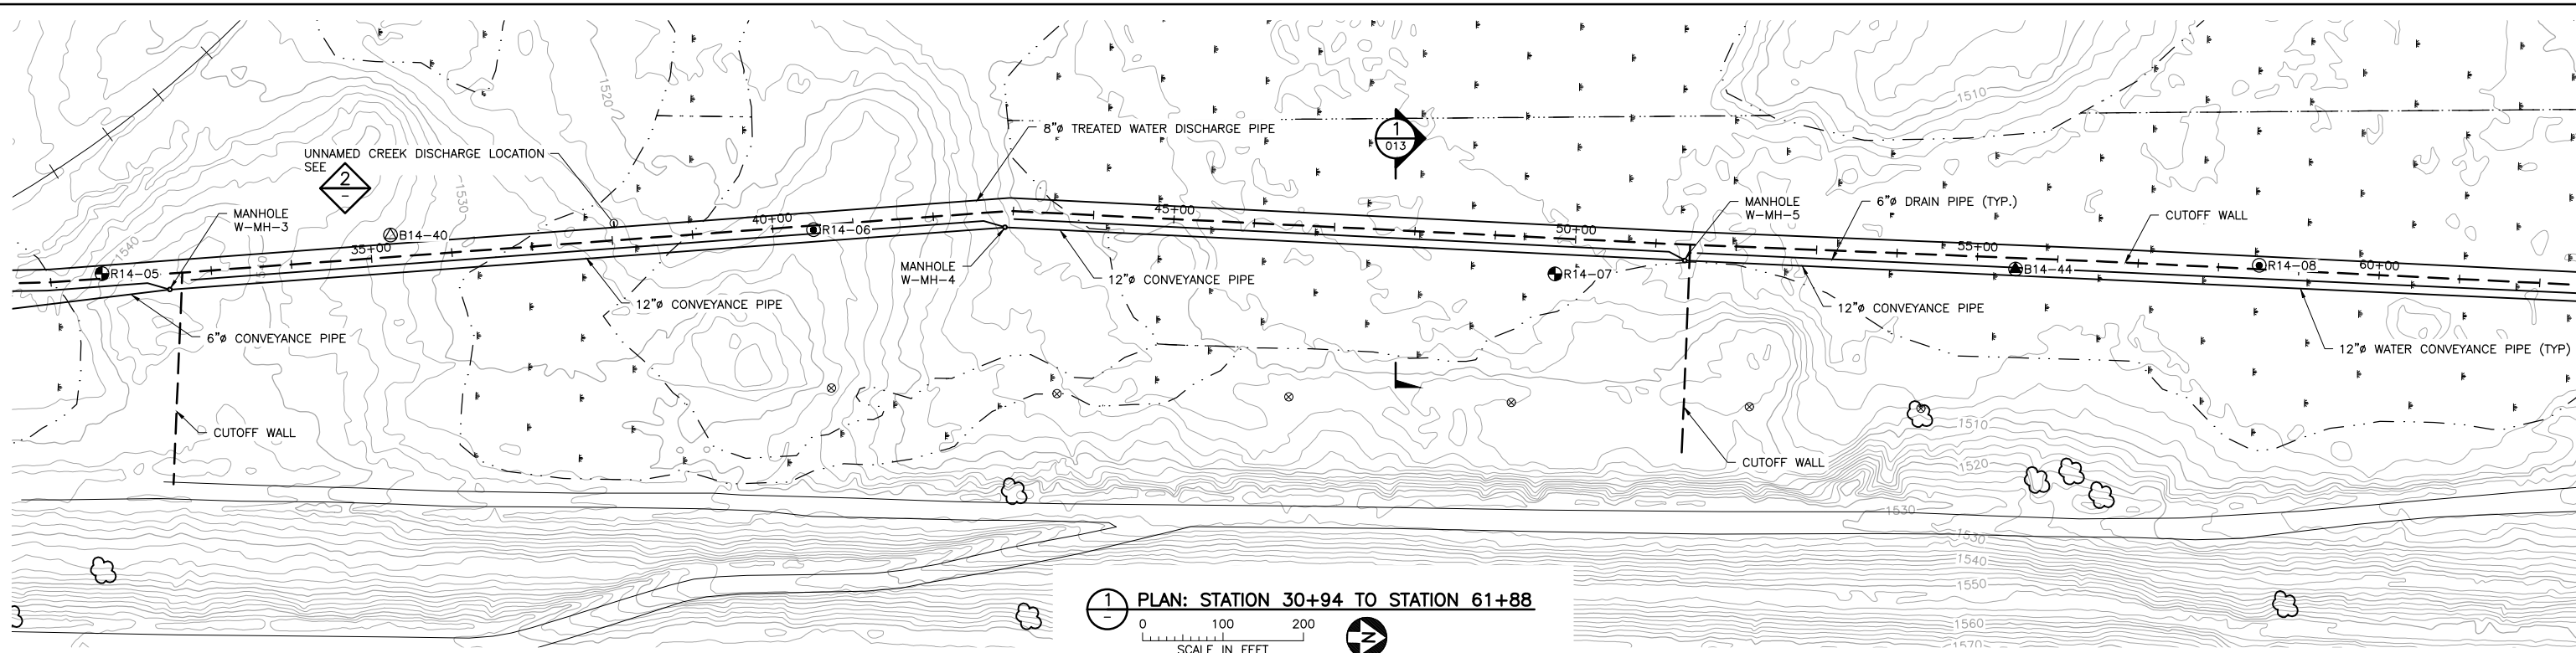 1520
1510
8"ø TREATED WATER DISCHARGE PIPE
1
013
UNNAMED CREEK DISCHARGE LOCATION
SEE
2
-
1530
1540
MANHOLE
W-MH-3
B14-40
35+00
R14-05
40+00
R14-06
45+00
50+00
MANHOLE
W-MH-5
6"ø DRAIN PIPE (TYP.)
CUTOFF WALL
55+00
B14-44
R14-08
60+00
R14-07
MANHOLE
W-MH-4
12"ø CONVEYANCE PIPE
12"ø CONVEYANCE PIPE
12"ø CONVEYANCE PIPE
6"ø CONVEYANCE PIPE
12"ø WATER CONVEYANCE PIPE (TYP)
CUTOFF WALL
CUTOFF WALL
1510
1520
1530
1530
1540
1550
1560
1570
1
-
PLAN: STATION 30+94 TO STATION 61+88
0 100 200
SCALE IN FEET
N